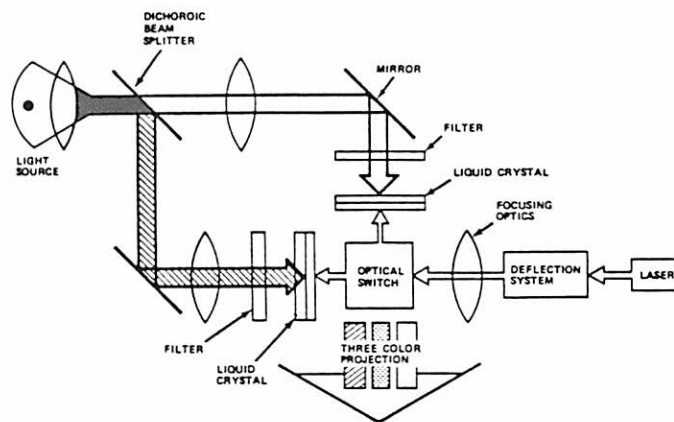 DICHOROIC
BEAM
SPLITTER
MIRROR
FILTER
LIGHT
SOURCE
LIQUID CRYSTAL
FOCUSING
OPTICS
OPTICAL
SWITCH
DEFLECTION
SYSTEM
LASER
FILTER
LIQUID
CRYSTAL
THREE COLOR
PROJECTION